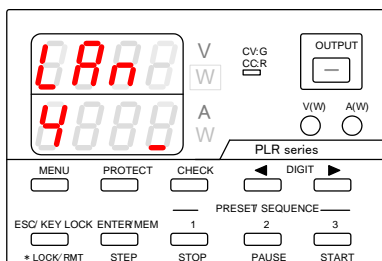 LAn
V
W
4 _
A
W
CV:G
CC:R
OUTPUT
V(W) A(W)
PLR series
MENU PROTECT CHECK ◀ DIGIT ▶
PRESET/ SEQUENCE
ESC/ KEY LOCK ENTER/MEM 1 2 3
* LOCK/RMT STEP STOP PAUSE START